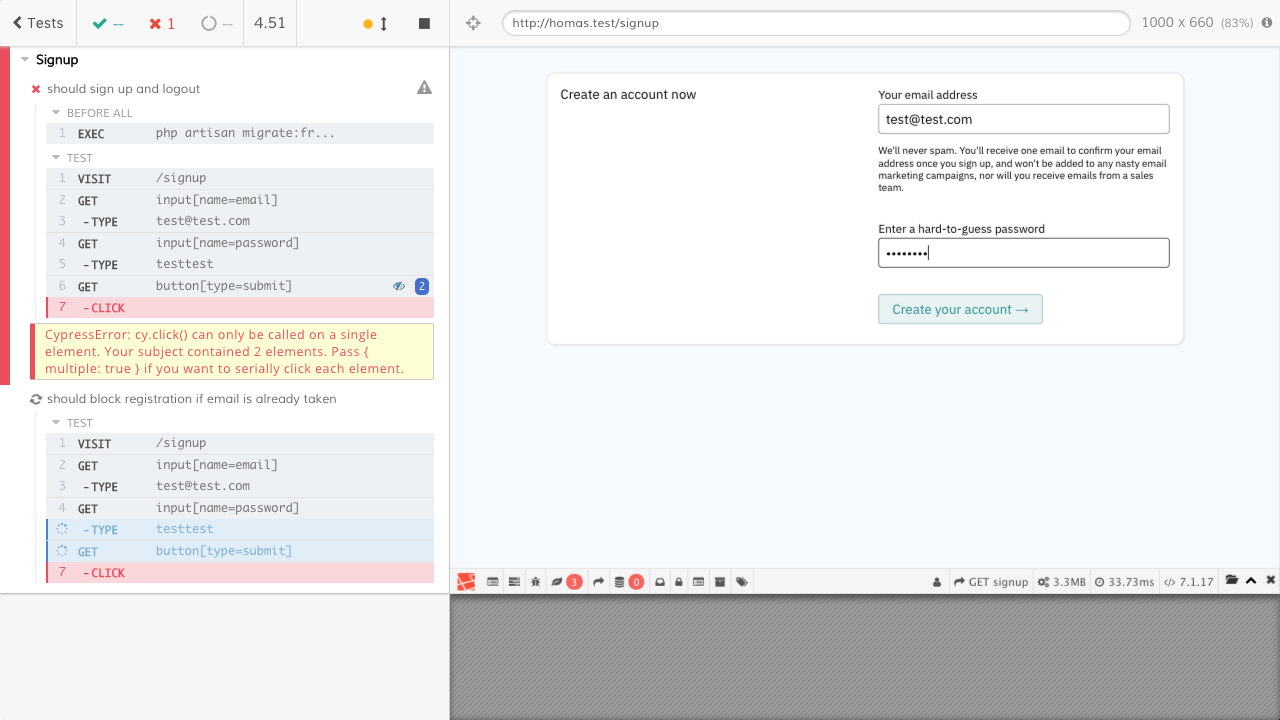 Tests
--
1
--
4.51
http://homas.test/signup
1000 x 660 (83%)
Signup
should sign up and logout
BEFORE ALL
1 EXEC php artisan migrate:fr...
TEST
1 VISIT /signup
2 GET input[name=email]
3 -TYPE test@test.com
4 GET input[name=password]
5 -TYPE testtest
6 GET button[type=submit] 2
7 -CLICK
CypressError: cy.click() can only be called on a single
element. Your subject contained 2 elements. Pass {
multiple: true } if you want to serially click each element.
should block registration if email is already taken
TEST
1 VISIT /signup
2 GET input[name=email]
3 -TYPE test@test.com
4 GET input[name=password]
-TYPE testtest
GET button[type=submit]
7 -CLICK
Create an account now
Your email address
test@test.com
We'll never spam. You'll receive one email to confirm your email
address once you sign up, and won't be added to any nasty email
marketing campaigns, nor will you receive emails from a sales
team.
Enter a hard-to-guess password
••••••••
Create your account →
3
0
GET signup
3.3MB
33.73ms
7.1.17